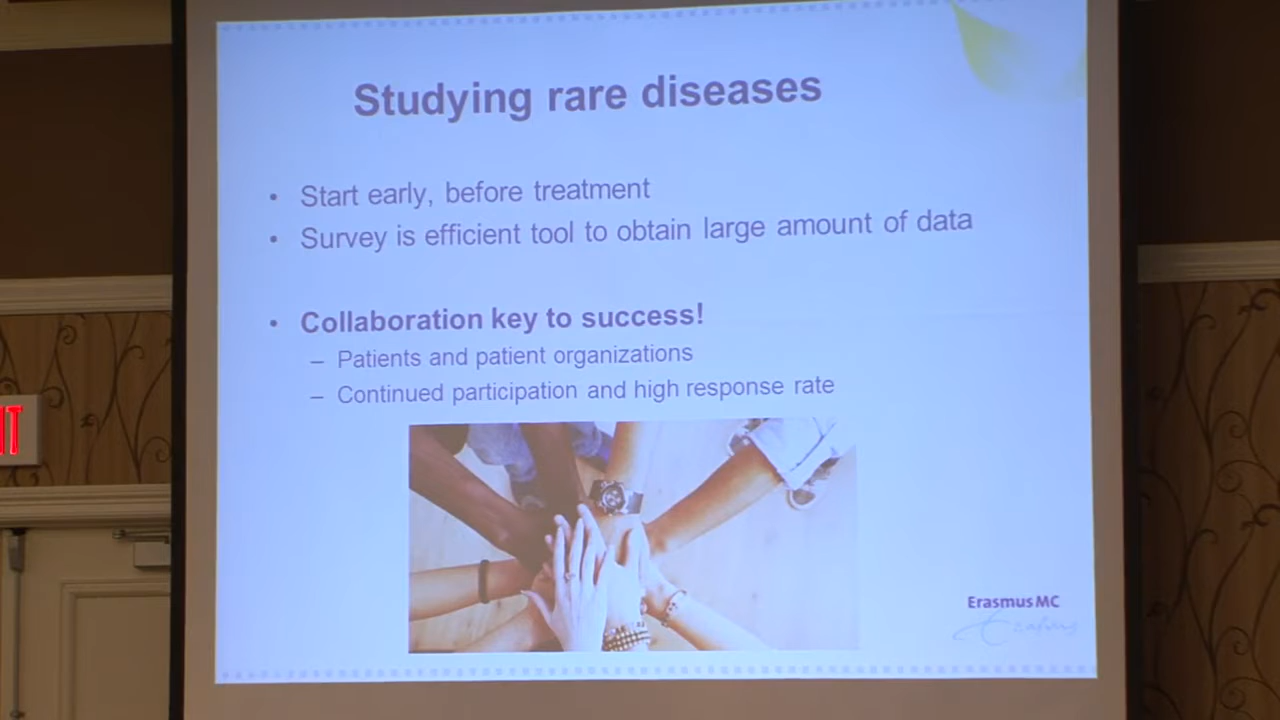 Studying rare diseases
• Start early, before treatment
• Survey is efficient tool to obtain large amount of data
• Collaboration key to success!
– Patients and patient organizations
– Continued participation and high response rate
Erasmus MC
Erasmus